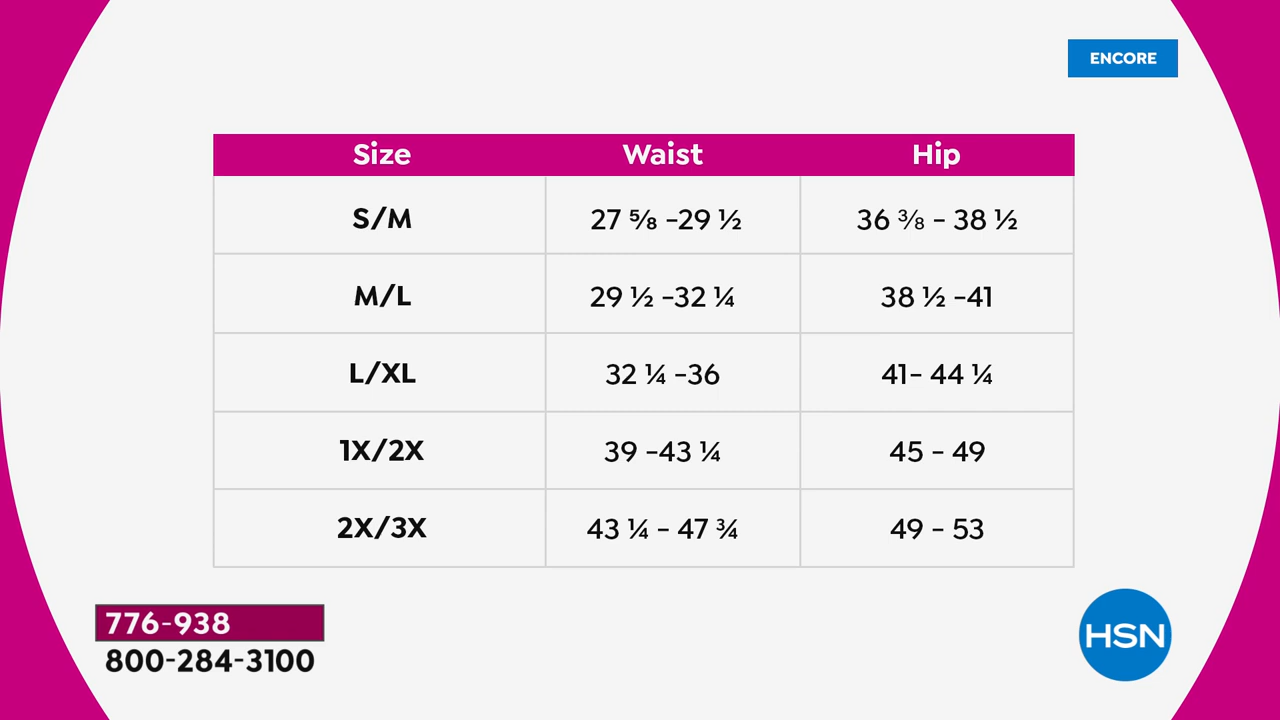 ENCORE
Size Waist Hip
S/M 27 ⅝ –29 ½ 36 ⅜ – 38 ½
M/L 29 ½ –32 ¼ 38 ½ –41
L/XL 32 ¼ –36 41– 44 ¼
1X/2X 39 –43 ¼ 45 – 49
2X/3X 43 ¼ – 47 ¾ 49 – 53
776-938
800-284-3100
HSN